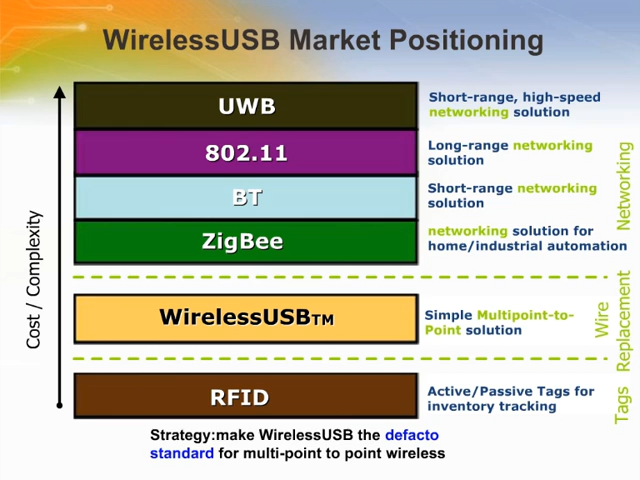 WirelessUSB Market Positioning
Cost / Complexity
UWB
Short-range, high-speed
networking solution
802.11
Long-range networking
solution
BT
Short-range networking
solution
ZigBee
networking solution for
home/industrial automation
Networking
WirelessUSBTM
Simple Multipoint-to-
Point solution
Wire
Replacement
RFID
Active/Passive Tags for
inventory tracking
Tags
Strategy:make WirelessUSB the defacto
standard for multi-point to point wireless